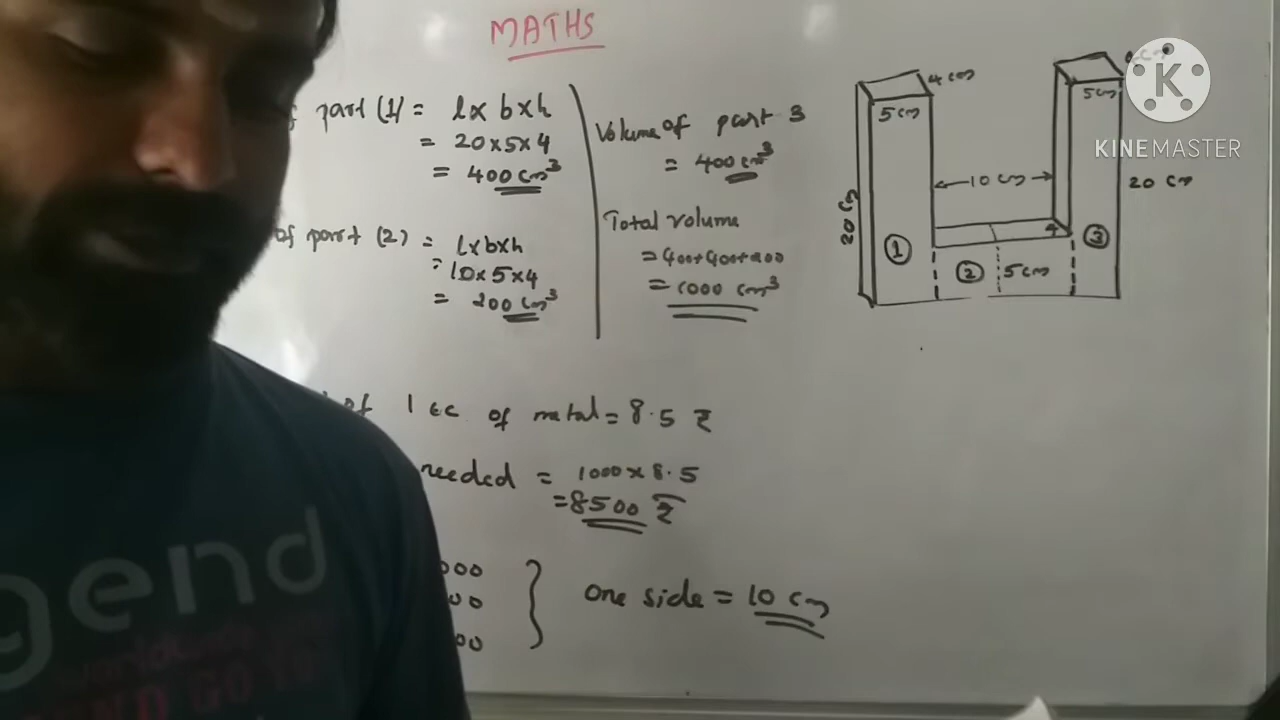 MATHS
part (1) = l x b x h
= 20 x 5 x 4
= 400 cm³
of part (2) = l x b x h
= 10 x 5 x 4
= 200 cm³
Volume of part 3
= 400 cm³
Total volume
= 400+400+200
= 1000 cm³
4 cm
5 cm
5 cm
10 cm
20 cm
20 cm
4
1
2
5 cm
3
KINEMASTER
of 1 cc of metal = 8.5 ₹
needed = 1000 x 8.5
= 8500 ₹
000
00
00
one side = 10 cm
gend